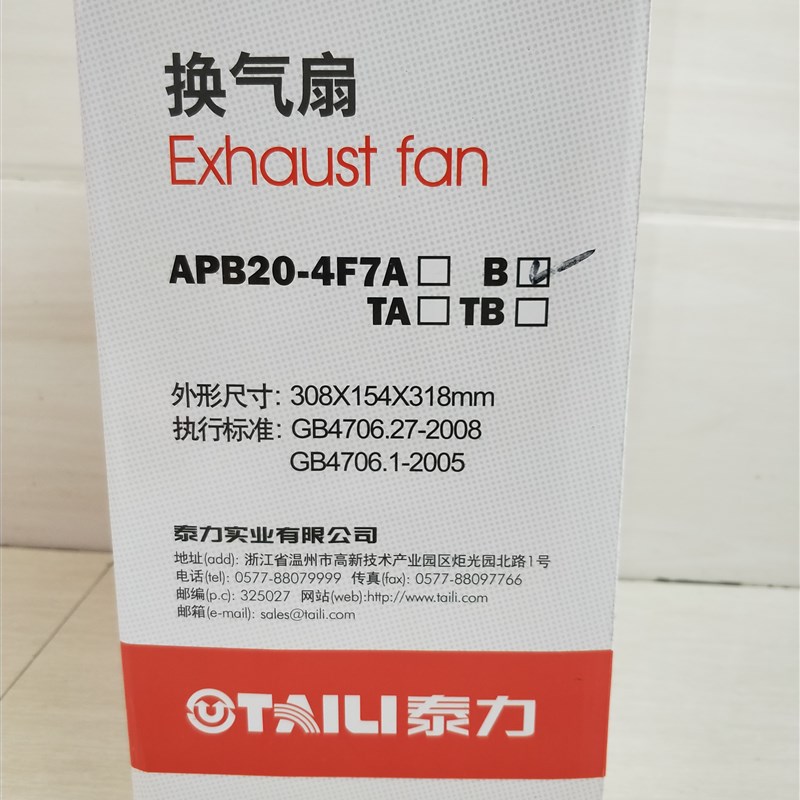 换气扇
Exhaust fan
APB20-4F7A□ B☑
TA□ TB□
外形尺寸: 308X154X318mm
执行标准: GB4706.27-2008
GB4706.1-2005
泰力实业有限公司
地址(add): 浙江省温州市高新技术产业园区炬光园北路1号
电话(tel): 0577-88079999 传真(fax): 0577-88097766
邮编(p.c): 325027 网站(web):http://www.taili.com
邮箱(e-mail): sales@taili.com
TAILI泰力